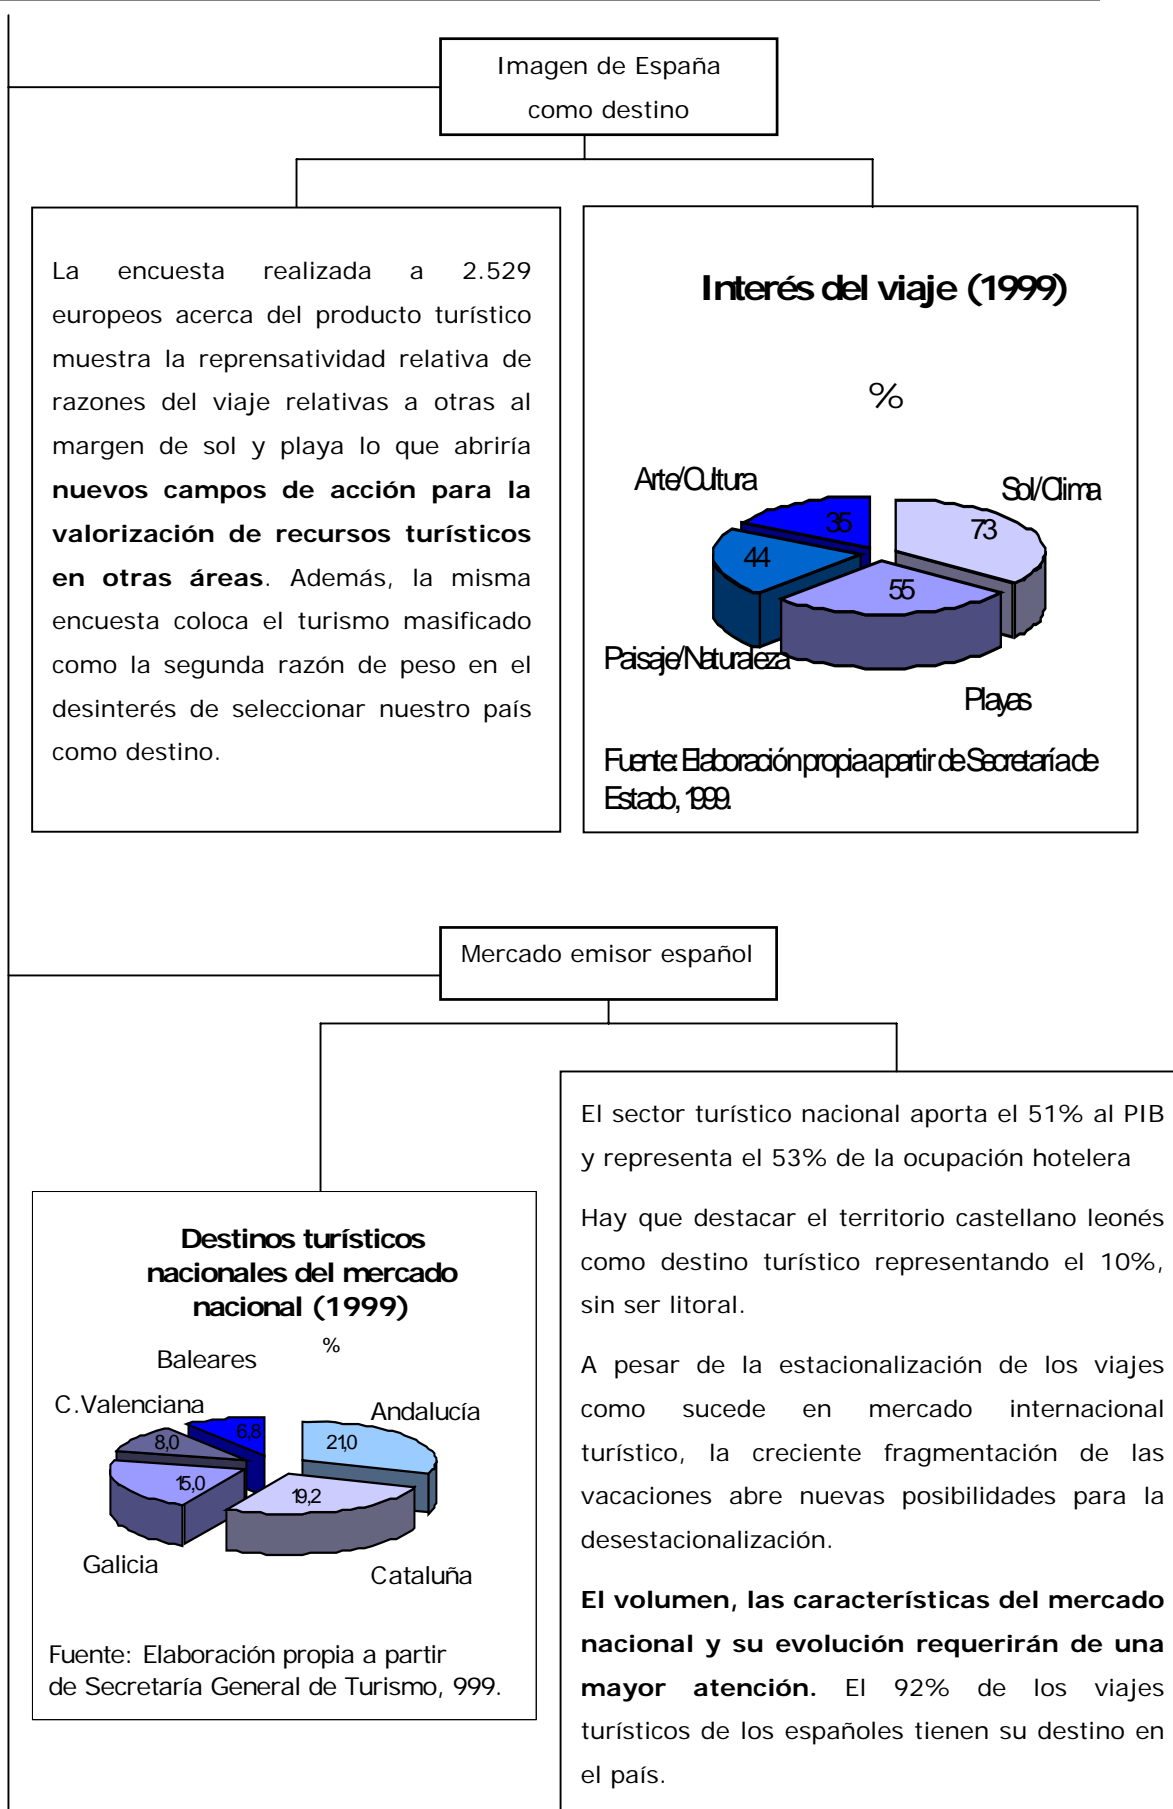 Imagen de España
como destino
La encuesta realizada a 2.529
europeos acerca del producto turístico
muestra la reprensatividad relativa de
razones del viaje relativas a otras al
margen de sol y playa lo que abriría
nuevos campos de acción para la
valorización de recursos turísticos
en otras áreas. Además, la misma
encuesta coloca el turismo masificado
como la segunda razón de peso en el
desinterés de seleccionar nuestro país
como destino.
Interés del viaje (1999)
%
Arte/Cultura
Sol/Clima
35
73
44
55
Paisaje/Naturaleza
Playas
Fuente: Elaboración propia a partir de Secretaría de
Estado, 1999.
Mercado emisor español
Destinos turísticos
nacionales del mercado
nacional (1999)
%
Baleares
C.Valenciana
Andalucía
6,8
8,0
21,0
15,0
19,2
Galicia
Cataluña
Fuente: Elaboración propia a partir
de Secretaría General de Turismo, 999.
El sector turístico nacional aporta el 51% al PIB
y representa el 53% de la ocupación hotelera
Hay que destacar el territorio castellano leonés
como destino turístico representando el 10%,
sin ser litoral.
A pesar de la estacionalización de los viajes
como sucede en mercado internacional
turístico, la creciente fragmentación de las
vacaciones abre nuevas posibilidades para la
desestacionalización.
El volumen, las características del mercado
nacional y su evolución requerirán de una
mayor atención. El 92% de los viajes
turísticos de los españoles tienen su destino en
el país.